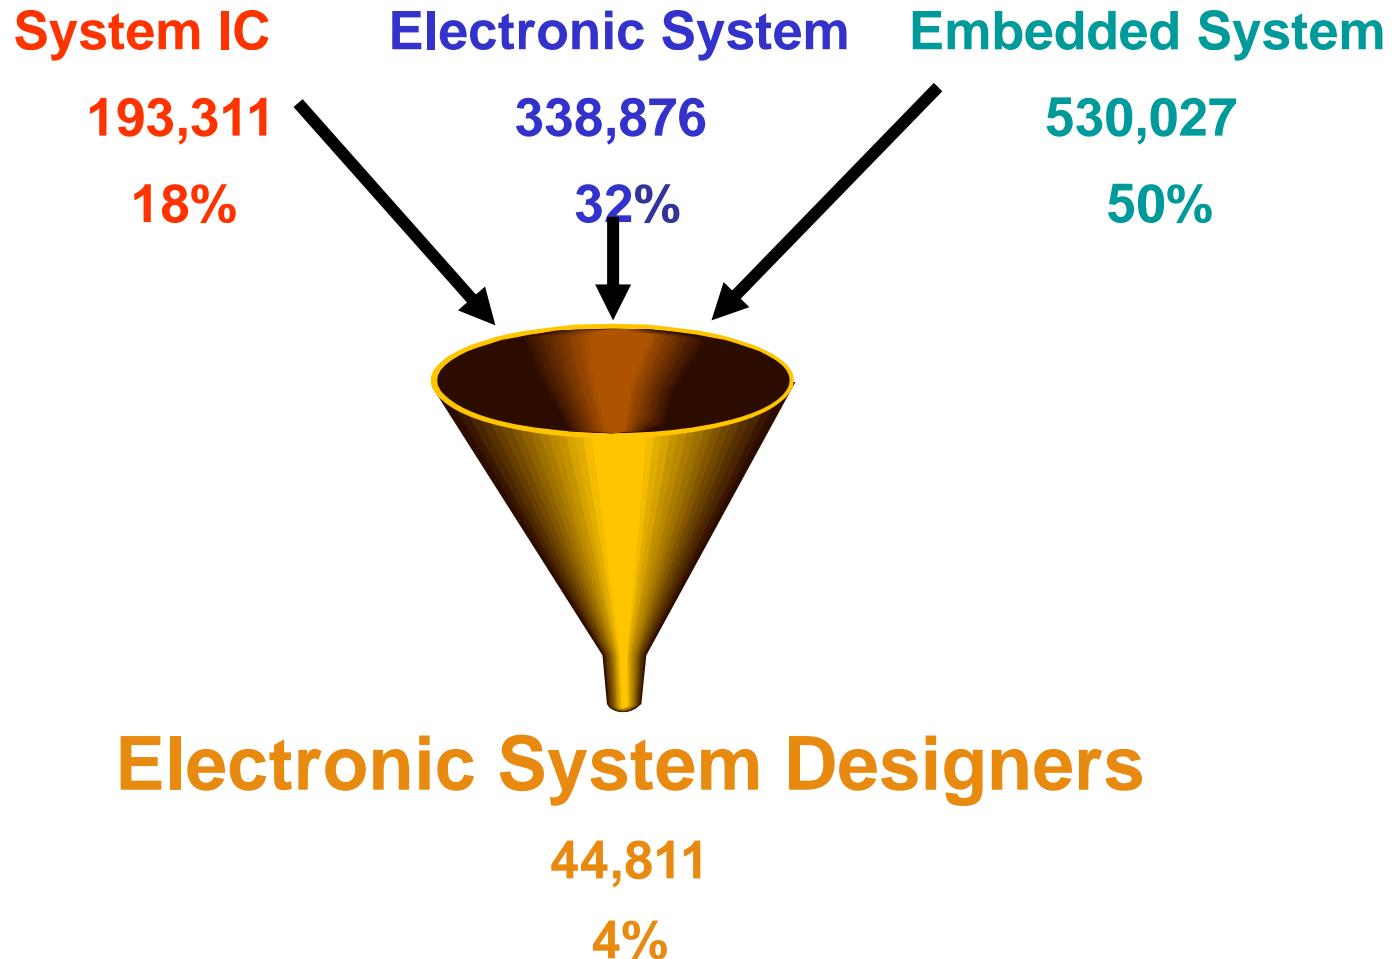 System IC Electronic System Embedded System
193,311 338,876 530,027
18% 32% 50%
Electronic System Designers
44,811
4%